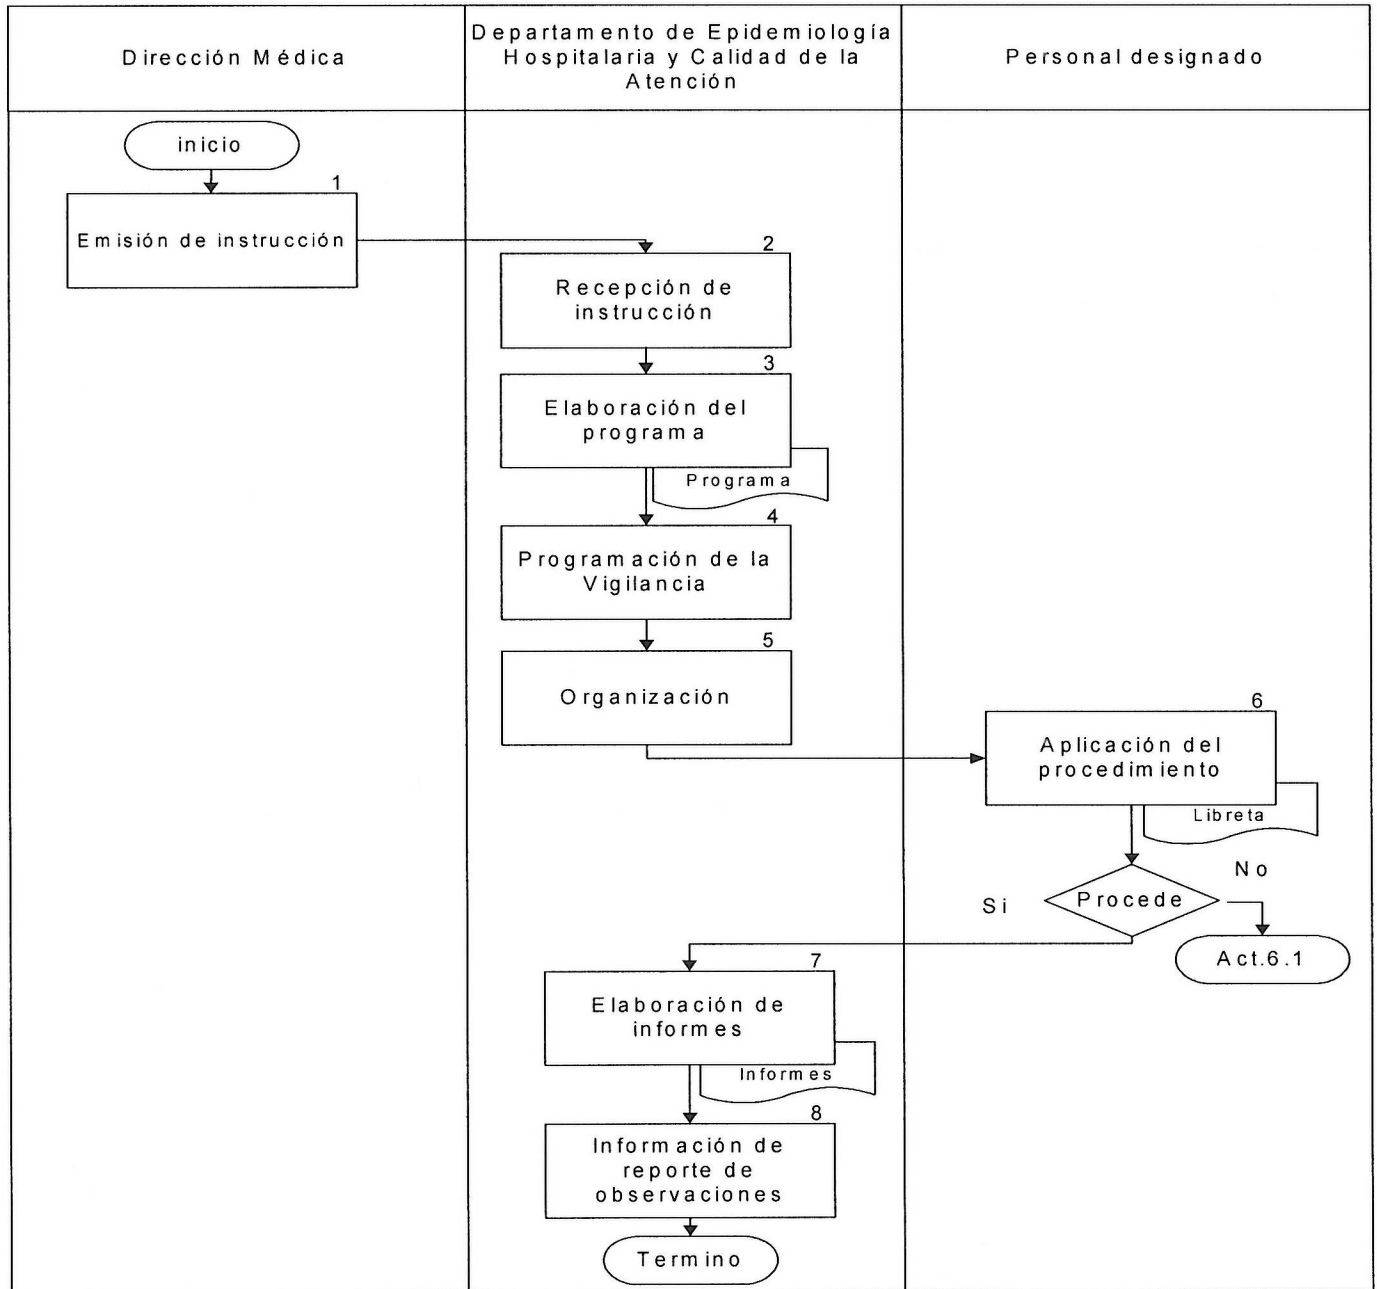 Dirección Médica
Departamento de Epidemiología
Hospitalaria y Calidad de la
Atención
Personal designado
inicio
1
Emisión de instrucción
2
Recepción de
instrucción
3
Elaboración del
programa
Programa
4
Programación de la
Vigilancia
5
Organización
6
Aplicación del
procedimiento
Libreta
No
Si
Procede
Act.6.1
7
Elaboración de
informes
Informes
8
Información de
reporte de
observaciones
Termino